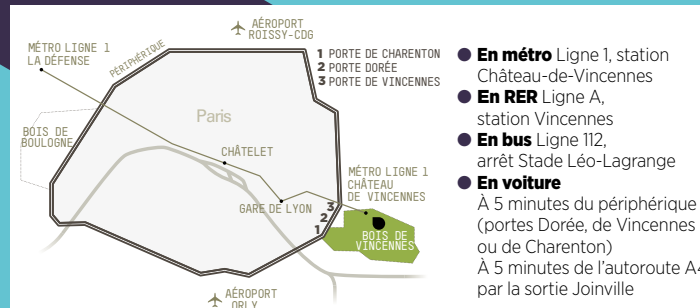 AÉROPORT
ROISSY-CDG
MÉTRO LIGNE 1
LA DÉFENSE
PÉRIPHÉRIQUE
1 PORTE DE CHARENTON
2 PORTE DORÉE
3 PORTE DE VINCENNES
Paris
BOIS DE
BOULOGNE
CHÂTELET
MÉTRO LIGNE 1
CHÂTEAU
DE VINCENNES
GARE DE LYON
3
2
1
BOIS DE
VINCENNES
AÉROPORT
ORLY
● En métro Ligne 1, station
Château-de-Vincennes
● En RER Ligne A,
station Vincennes
● En bus Ligne 112,
arrêt Stade Léo-Lagrange
● En voiture
À 5 minutes du périphérique
(portes Dorée, de Vincennes
ou de Charenton)
À 5 minutes de l'autoroute A4
par la sortie Joinville